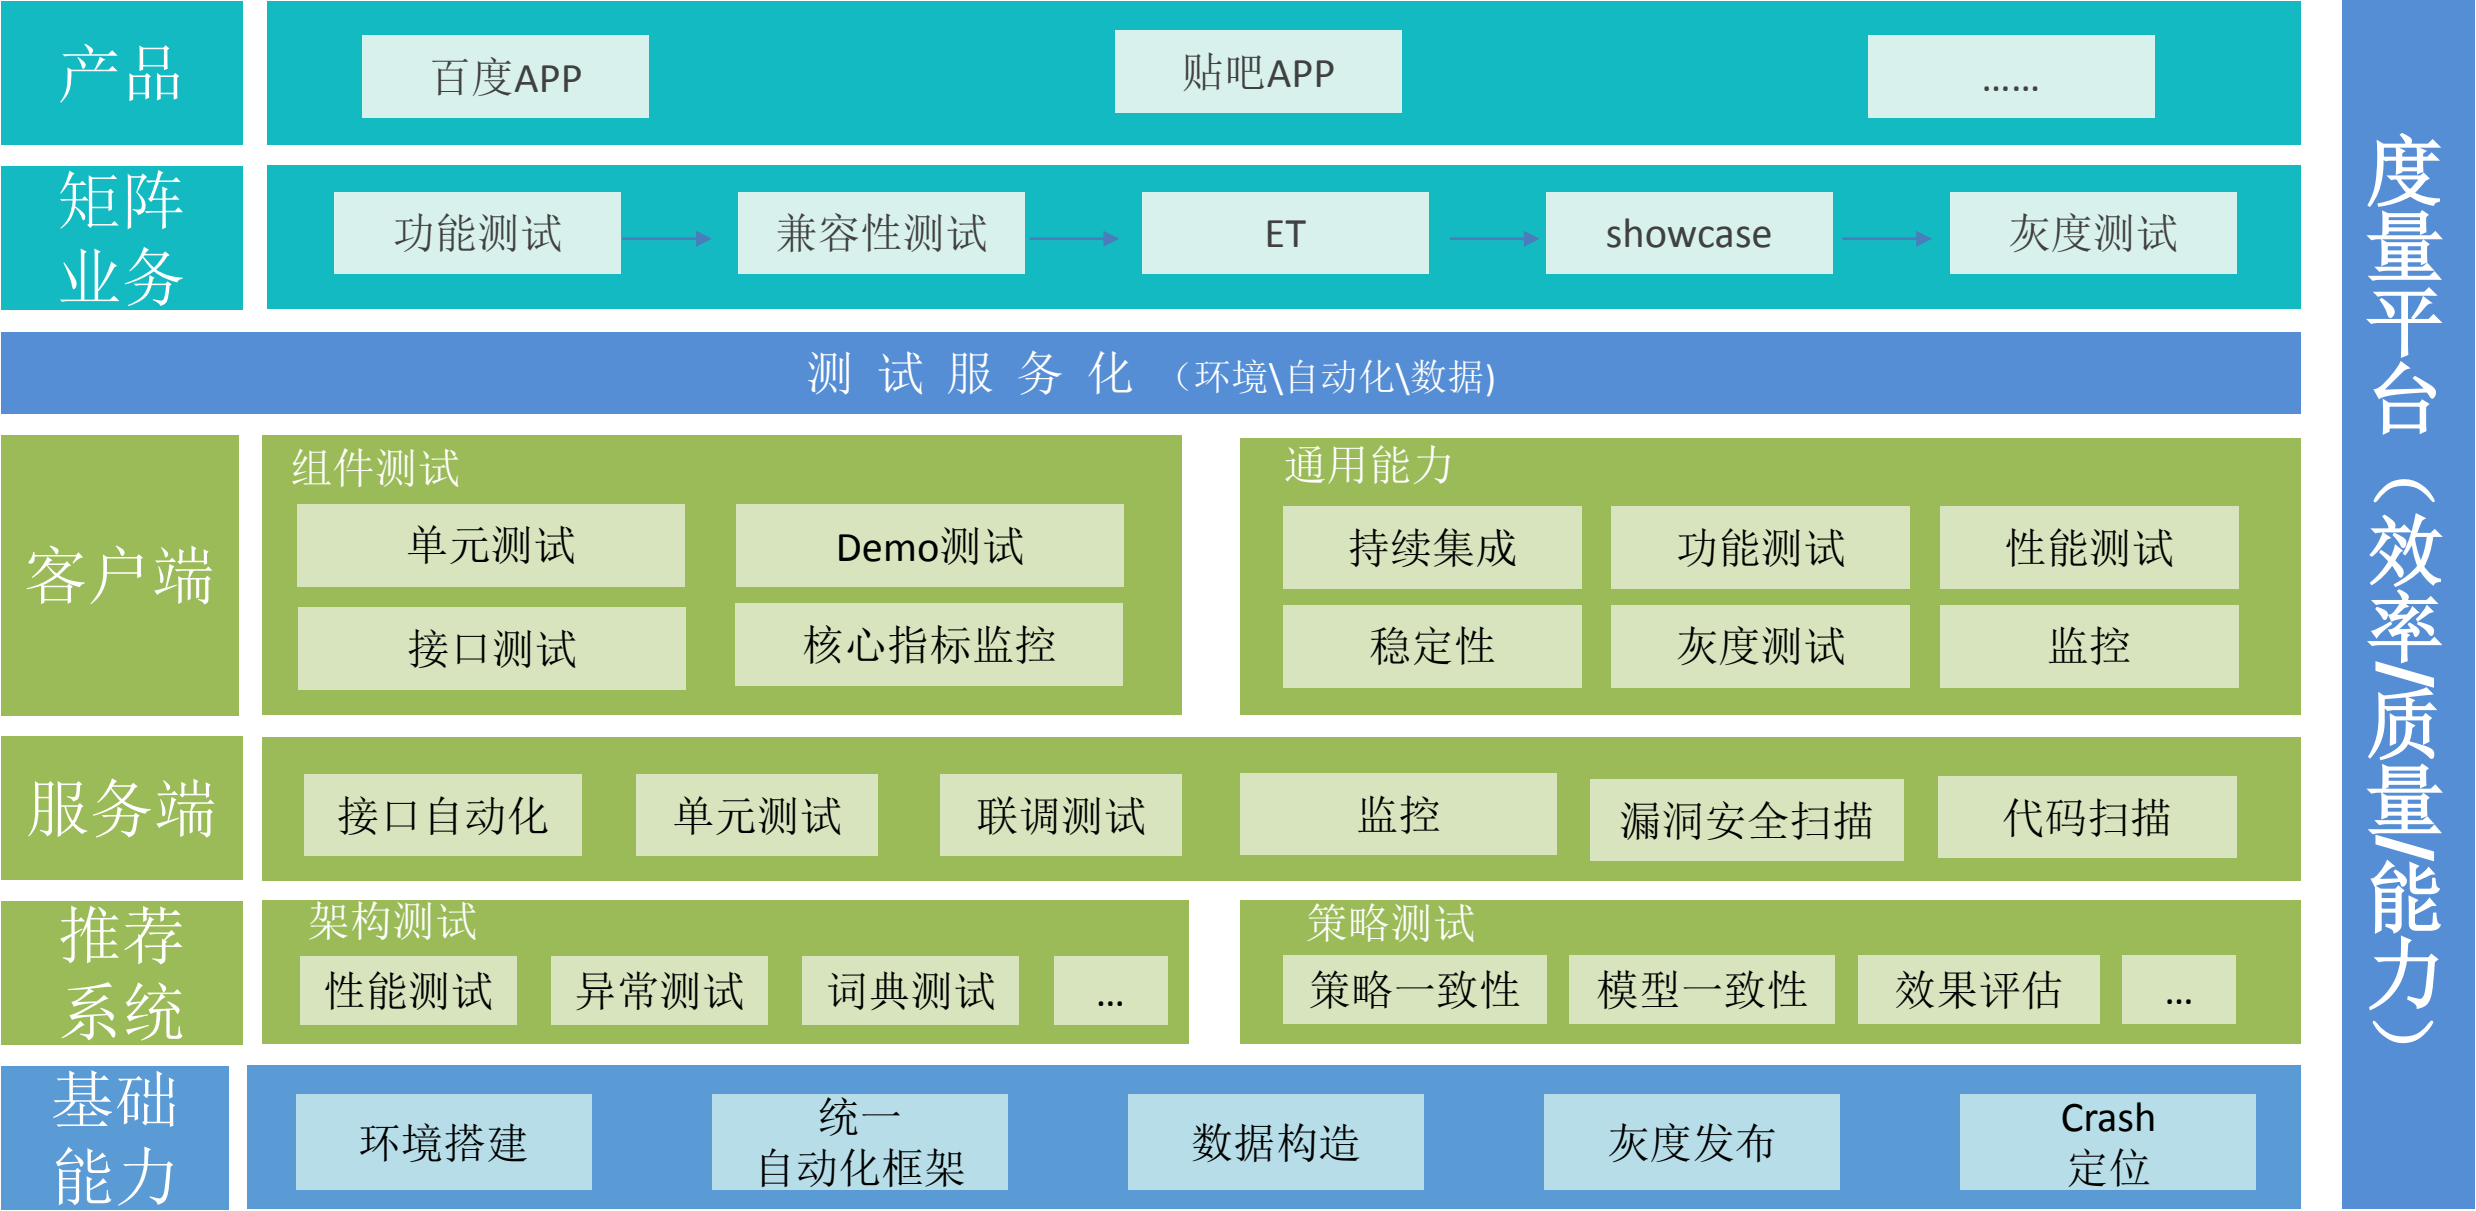 产品
百度APP
贴吧APP
......
矩阵
业务
功能测试
兼容性测试
ET
showcase
灰度测试
测 试 服 务 化 （环境\自动化\数据)
客户端
组件测试
单元测试
Demo测试
接口测试
核心指标监控
通用能力
持续集成
功能测试
性能测试
稳定性
灰度测试
监控
服务端
接口自动化
单元测试
联调测试
监控
漏洞安全扫描
代码扫描
推荐
系统
架构测试
性能测试
异常测试
词典测试
...
策略测试
策略一致性
模型一致性
效果评估
...
基础
能力
环境搭建
统一
自动化框架
数据构造
灰度发布
Crash
定位
度量平台（效率/质量/能力）